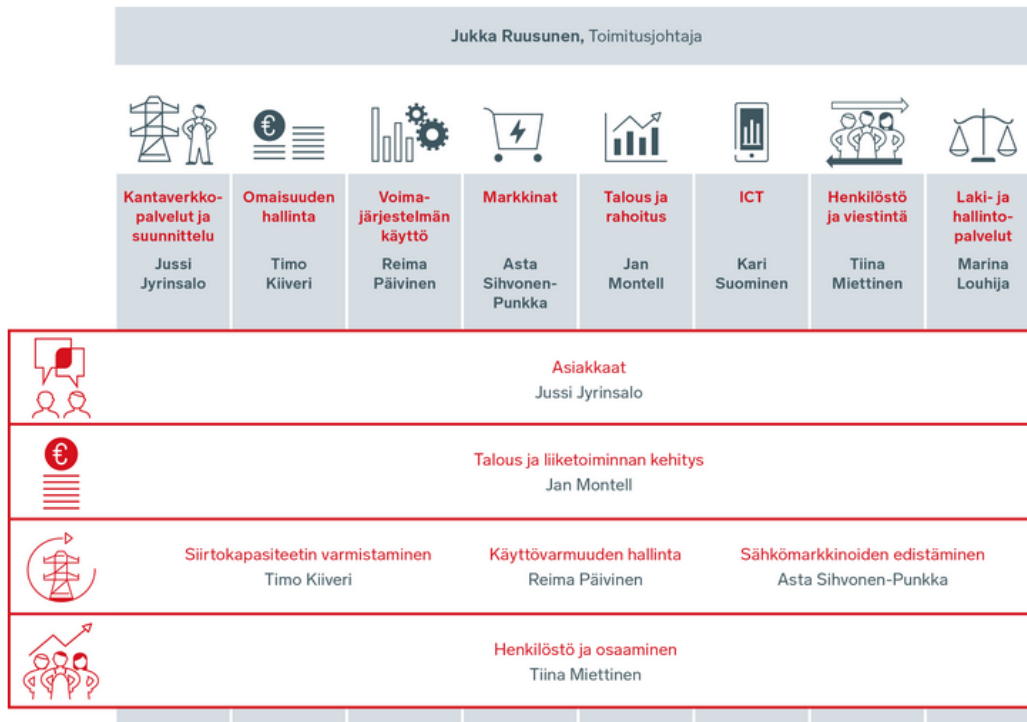 Jukka Ruusunen, Toimitusjohtaja
€
Kantaverkko-
palvelut ja
suunnittelu
Jussi
Jyrinsalo
Omaisuuden
hallinta
Timo
Kiiveri
Voima-
järjestelmän
käyttö
Reima
Päivinen
Markkinat
Asta
Sihvonen-
Punkka
Talous ja
rahoitus
Jan
Montell
ICT
Kari
Suominen
Henkilöstö
ja viestintä
Tiina
Miettinen
Laki- ja
hallinto-
palvelut
Marina
Louhija
Asiakkaat
Jussi Jyrinsalo
€
Talous ja liiketoiminnan kehitys
Jan Montell
Siirtokapasiteetin varmistaminen
Timo Kiiveri
Käyttövarmuuden hallinta
Reima Päivinen
Sähkömarkkinoiden edistäminen
Asta Sihvonen-Punkka
Henkilöstö ja osaaminen
Tiina Miettinen